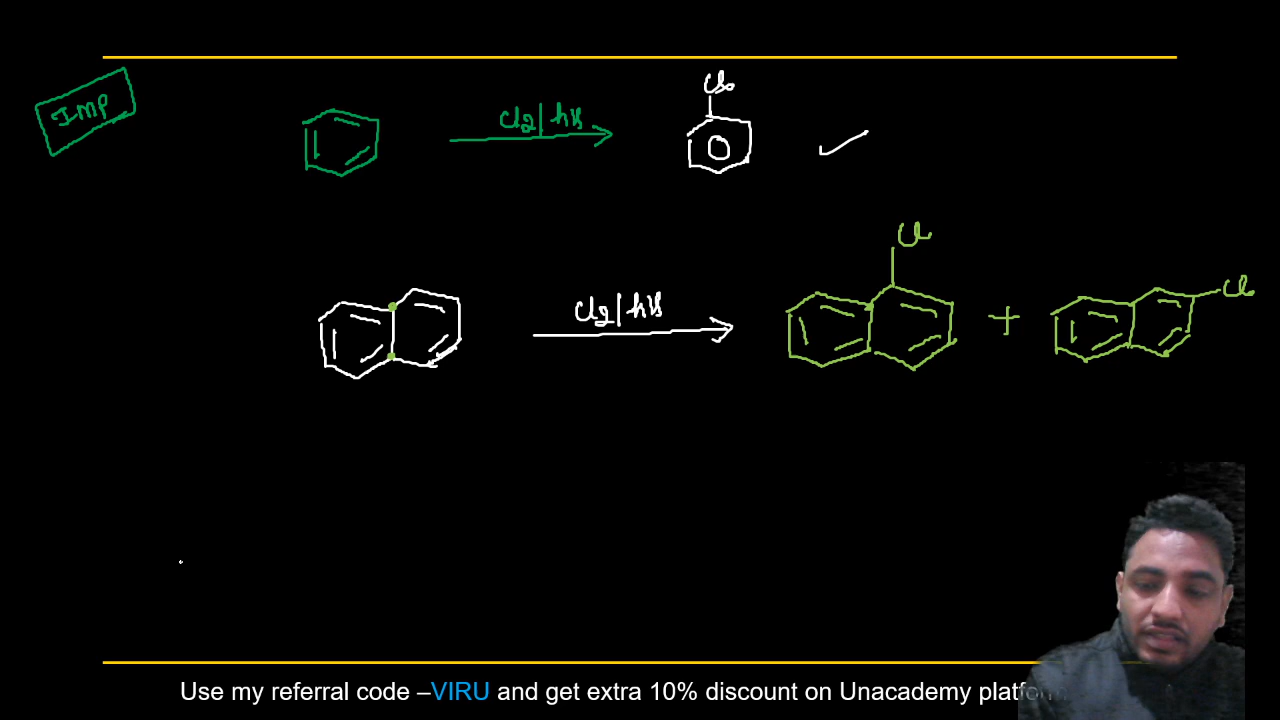 IMP
Cl2/hν
Cl
Cl2/hν
Cl
+
Cl
Use my referral code –VIRU and get extra 10% discount on Unacademy